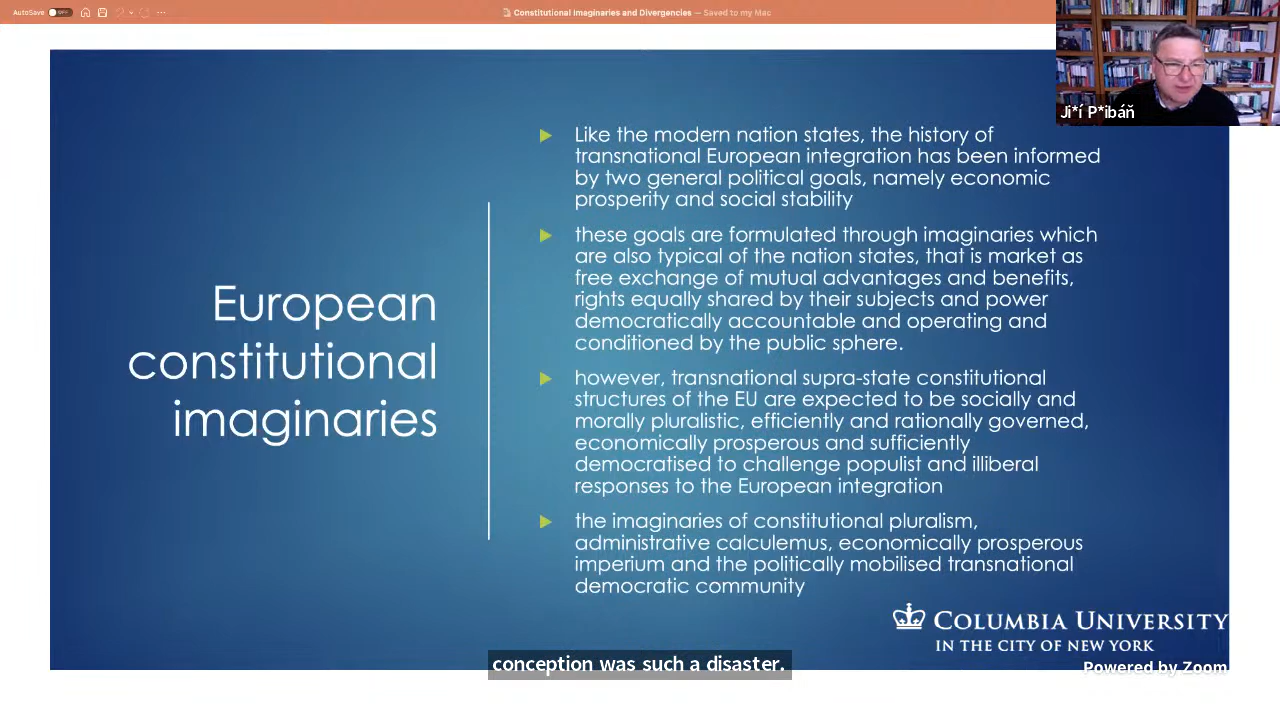 AutoSave OFF
Constitutional Imaginaries and Divergencies — Saved to my Mac
Ji*í P*ibáň
European
constitutional
imaginaries
Like the modern nation states, the history of
transnational European integration has been informed
by two general political goals, namely economic
prosperity and social stability
these goals are formulated through imaginaries which
are also typical of the nation states, that is market as
free exchange of mutual advantages and benefits,
rights equally shared by their subjects and power
democratically accountable and operating and
conditioned by the public sphere.
however, transnational supra-state constitutional
structures of the EU are expected to be socially and
morally pluralistic, efficiently and rationally governed,
economically prosperous and sufficiently
democratised to challenge populist and illiberal
responses to the European integration
the imaginaries of constitutional pluralism,
administrative calculemus, economically prosperous
imperium and the politically mobilised transnational
democratic community
COLUMBIA UNIVERSITY
IN THE CITY OF NEW YORK
conception was such a disaster.
Powered by Zoom